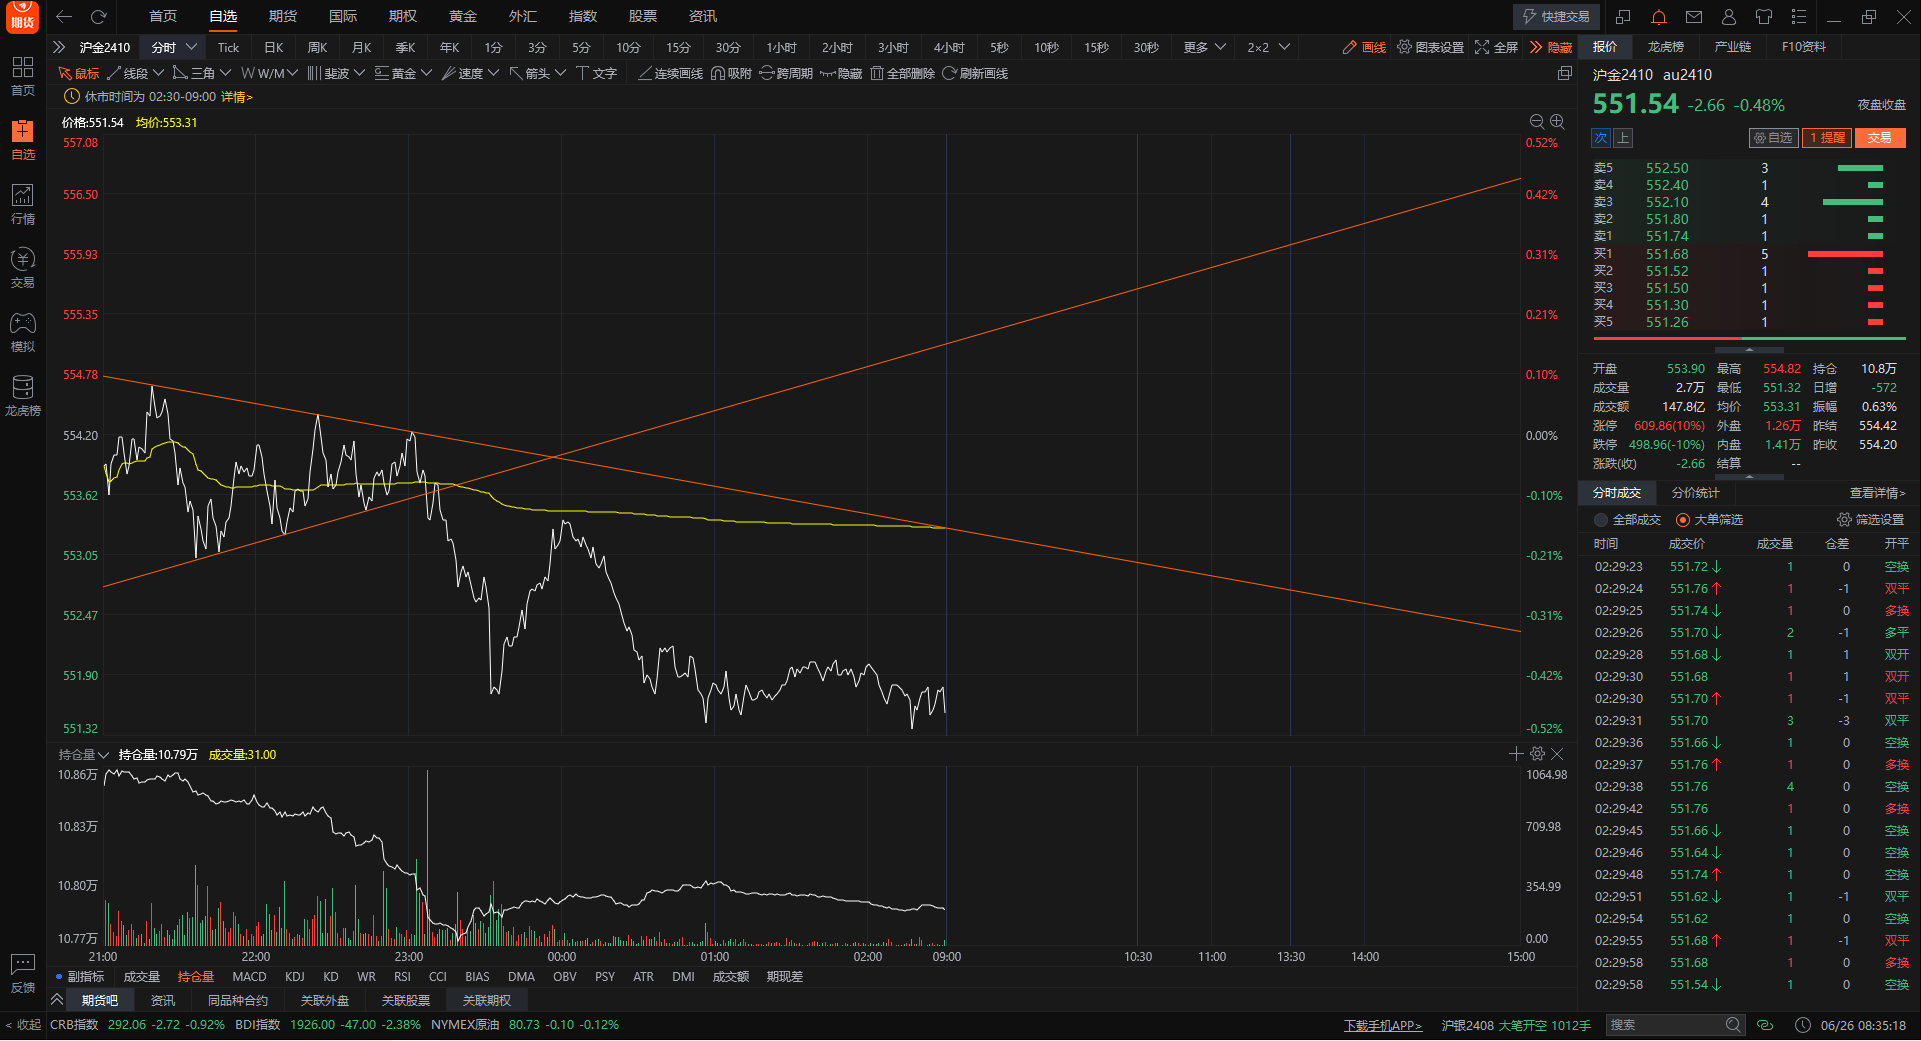 期货 首页 自选 期货 国际 期权 黄金 外汇 指数 股票 资讯 快捷交易
沪金2410 分时 Tick 日K 周K 月K 季K 年K 1分 3分 5分 10分 15分 30分 1小时 2小时 3小时 4小时 5秒 10秒 15秒 30秒 更多 2×2 画线 图表设置 全屏 隐藏 报价 龙虎榜 产业链 F10资料
鼠标 线段 三角 W/M 斐波 黄金 速度 箭头 文字 连续画线 吸附 跨周期 隐藏 全部删除 刷新画线
休市时间为 02:30-09:00 详情>
价格:551.54 均价:553.31
557.08 0.52%
556.50 0.42%
555.93 0.31%
555.35 0.21%
554.78 0.10%
554.20 0.00%
553.62 -0.10%
553.05 -0.21%
552.47 -0.31%
551.90 -0.42%
551.32 -0.52%
持仓量 持仓量:10.79万 成交量:31.00
10.86万 1064.98
10.83万 709.98
10.80万 354.99
10.77万 0.00
21:00 22:00 23:00 00:00 01:00 02:00 09:00 10:30 11:00 13:30 14:00 15:00
副指标 成交量 持仓量 MACD KDJ KD WR RSI CCI BIAS DMA OBV PSY ATR DMI 成交额 期现差
期货吧 资讯 同品种合约 关联外盘 关联股票 关联期权
首页
自选
行情
交易
模拟
龙虎榜
反馈
沪金2410 au2410
551.54 -2.66 -0.48% 夜盘收盘
次 上 自选 1 提醒 交易
卖5 552.50 3
卖4 552.40 1
卖3 552.10 4
卖2 551.80 1
卖1 551.74 1
买1 551.68 5
买2 551.52 1
买3 551.50 1
买4 551.30 1
买5 551.26 1
开盘 553.90 最高 554.82 持仓 10.8万
成交量 2.7万 最低 551.32 日增 -572
成交额 147.8亿 均价 553.31 振幅 0.63%
涨停 609.86(10%) 外盘 1.26万 昨结 554.42
跌停 498.96(-10%) 内盘 1.41万 昨收 554.20
涨跌(收) -2.66 结算 --
分时成交 分价统计 查看详情>
全部成交 大单筛选 筛选设置
时间 成交价 成交量 仓差 开平
02:29:23 551.72↓ 1 0 空换
02:29:24 551.76↑ 1 -1 双平
02:29:25 551.74↓ 1 0 多换
02:29:26 551.70↓ 2 -1 多平
02:29:28 551.68↓ 1 1 双开
02:29:30 551.68 1 1 双开
02:29:30 551.70↑ 1 -1 双平
02:29:31 551.70 3 -3 双平
02:29:36 551.66↓ 1 0 空换
02:29:37 551.76↑ 1 0 多换
02:29:38 551.76 4 0 空换
02:29:42 551.76 1 0 多换
02:29:45 551.66↓ 1 0 空换
02:29:46 551.64↓ 1 0 空换
02:29:48 551.74↑ 1 0 空换
02:29:51 551.62↓ 1 -1 双平
02:29:54 551.62 1 0 空换
02:29:55 551.68↑ 1 -1 双平
02:29:58 551.68 1 0 多换
02:29:58 551.54↓ 1 0 空换
< 收起 CRB指数 292.06 -2.72 -0.92% BDI指数 1926.00 -47.00 -2.38% NYMEX原油 80.73 -0.10 -0.12% 下载手机APP> 沪银2408 大笔开空 1012手 搜索 06/26 08:35:18